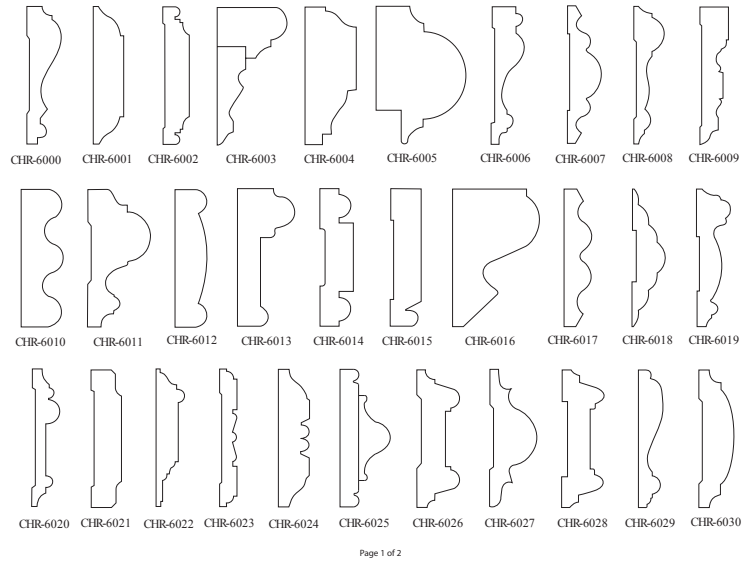 CHR-6000 CHR-6001 CHR-6002 CHR-6003 CHR-6004 CHR-6005 CHR-6006 CHR-6007 CHR-6008 CHR-6009
CHR-6010 CHR-6011 CHR-6012 CHR-6013 CHR-6014 CHR-6015 CHR-6016 CHR-6017 CHR-6018 CHR-6019
CHR-6020 CHR-6021 CHR-6022 CHR-6023 CHR-6024 CHR-6025 CHR-6026 CHR-6027 CHR-6028 CHR-6029 CHR-6030
Page 1 of 2